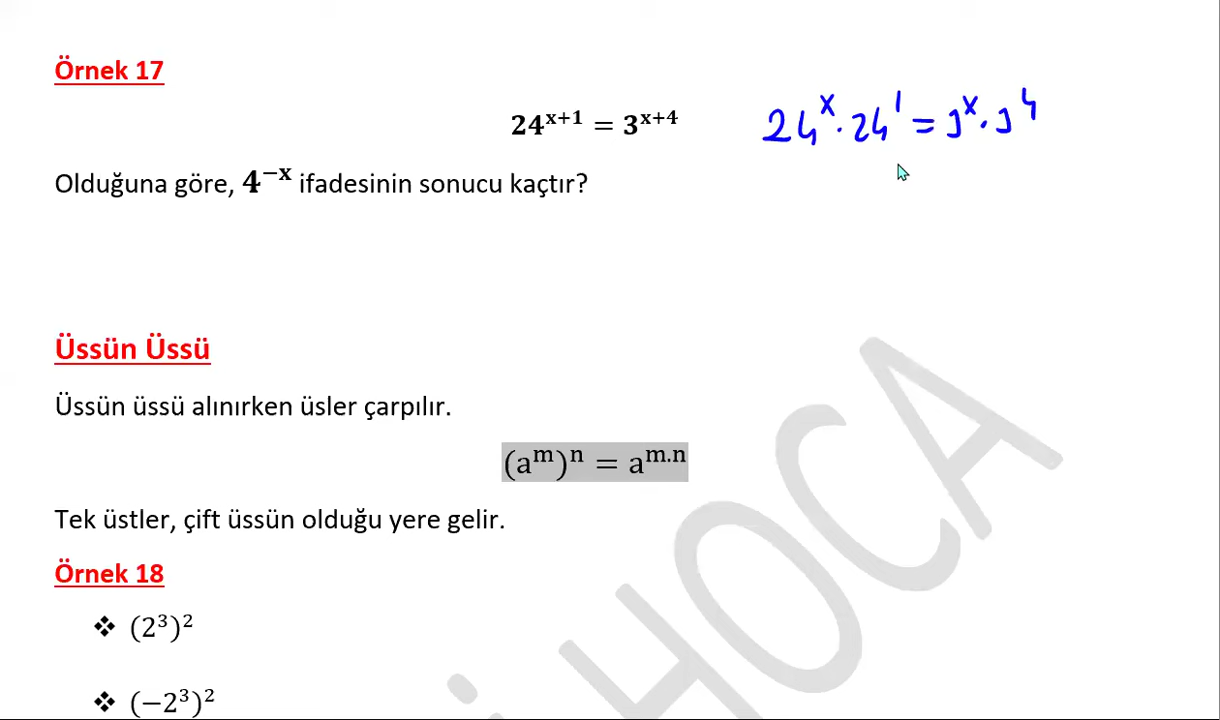 Örnek 17
24^{x+1} = 3^{x+4}
24^x · 24^1 = 3^x · 3^4
Olduğuna göre, 4^{-x} ifadesinin sonucu kaçtır?
Üssün Üssü
Üssün üssü alınırken üsler çarpılır.
(a^m)^n = a^{m.n}
Tek üstler, çift üssün olduğu yere gelir.
Örnek 18
❖ (2^3)^2
❖ (−2^3)^2
HOCA